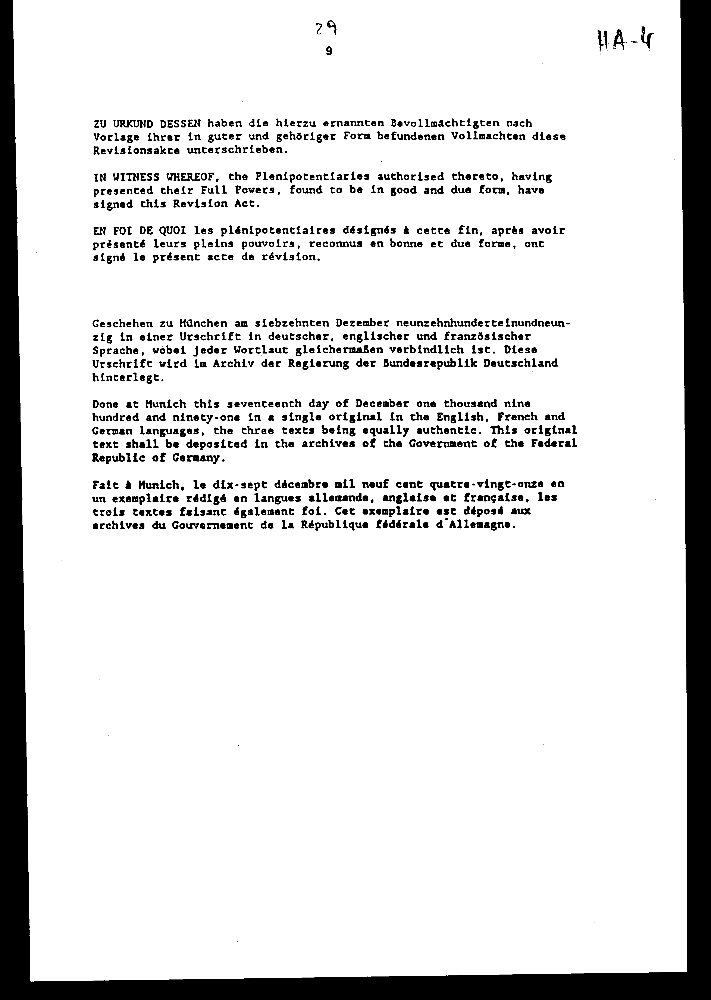 29
HA-4
9
ZU URKUND DESSEN haben die hierzu ernannten Bevollmächtigten nach
Vorlage ihrer in guter und gehöriger Form befundenen Vollmachten diese
Revisionsakte unterschrieben.
IN WITNESS WHEREOF, the Plenipotentiaries authorised thereto, having
presented their Full Powers, found to be in good and due form, have
signed this Revision Act.
EN FOI DE QUOI les plénipotentiaires désignés à cette fin, après avoir
présenté leurs pleins pouvoirs, reconnus en bonne et due forme, ont
signé le présent acte de révision.
Geschehen zu München am siebzehnten Dezember neunzehnhunderteinundneun-
zig in einer Urschrift in deutscher, englischer und französischer
Sprache, wobei jeder Wortlaut gleichermaßen verbindlich ist. Diese
Urschrift wird im Archiv der Regierung der Bundesrepublik Deutschland
hinterlegt.
Done at Munich this seventeenth day of December one thousand nine
hundred and ninety-one in a single original in the English, French and
German languages, the three texts being equally authentic. This original
text shall be deposited in the archives of the Government of the Federal
Republic of Germany.
Fait à Munich, le dix-sept décembre mil neuf cent quatre-vingt-onze en
un exemplaire rédigé en langues allemande, anglaise et française, les
trois textes faisant également foi. Cet exemplaire est déposé aux
archives du Gouvernement de la République fédérale d'Allemagne.